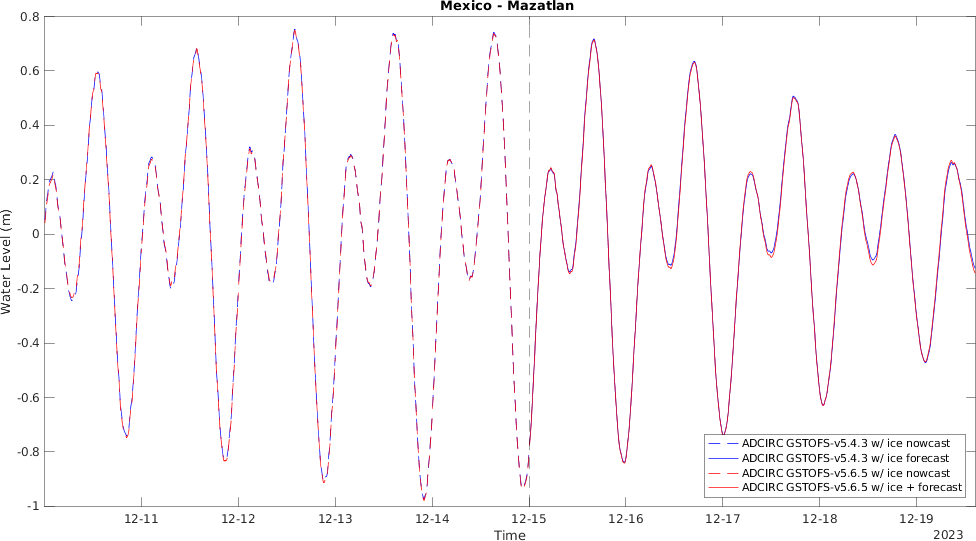 Mexico - Mazatlan
0.8
0.6
0.4
0.2
0
-0.2
-0.4
-0.6
-0.8
-1
Water Level (m)
12-11 12-12 12-13 12-14 12-15 12-16 12-17 12-18 12-19
Time
2023
ADCIRC GSTOFS-v5.4.3 w/ ice nowcast
ADCIRC GSTOFS-v5.4.3 w/ ice forecast
ADCIRC GSTOFS-v5.6.5 w/ ice nowcast
ADCIRC GSTOFS-v5.6.5 w/ ice + forecast